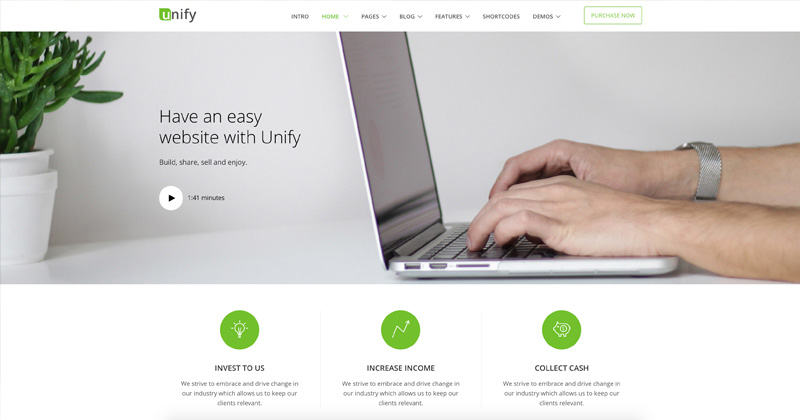 unify INTRO HOME PAGES BLOG FEATURES SHORTCODES DEMOS PURCHASE NOW
Have an easy
website with Unify
Build, share, sell and enjoy.
1:41 minutes
INVEST TO US
We strive to embrace and drive change in
our industry which allows us to keep our
clients relevant.
INCREASE INCOME
We strive to embrace and drive change in
our industry which allows us to keep our
clients relevant.
COLLECT CASH
We strive to embrace and drive change in
our industry which allows us to keep our
clients relevant.